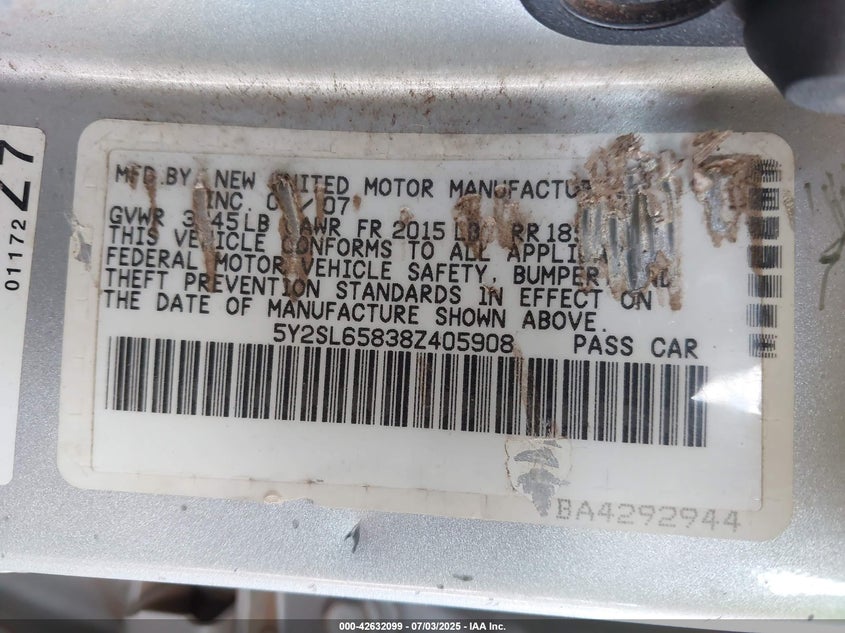 MFD.BY NEW UNITED MOTOR
INC. 07
GVWR LB GAWR FR 2015 LB RR
THIS VEHICLE CONFORMS TO ALL
FEDERAL MOTOR VEHICLE SAFETY, BUMPER
THEFT PREVENTION STANDARDS IN EFFECT ON
THE DATE OF MANUFACTURE SHOWN ABOVE.
5Y2SL65838Z405908 PASS CAR
BA4292944
01172
000-42632099 - 07/03/2025 - IAA Inc.